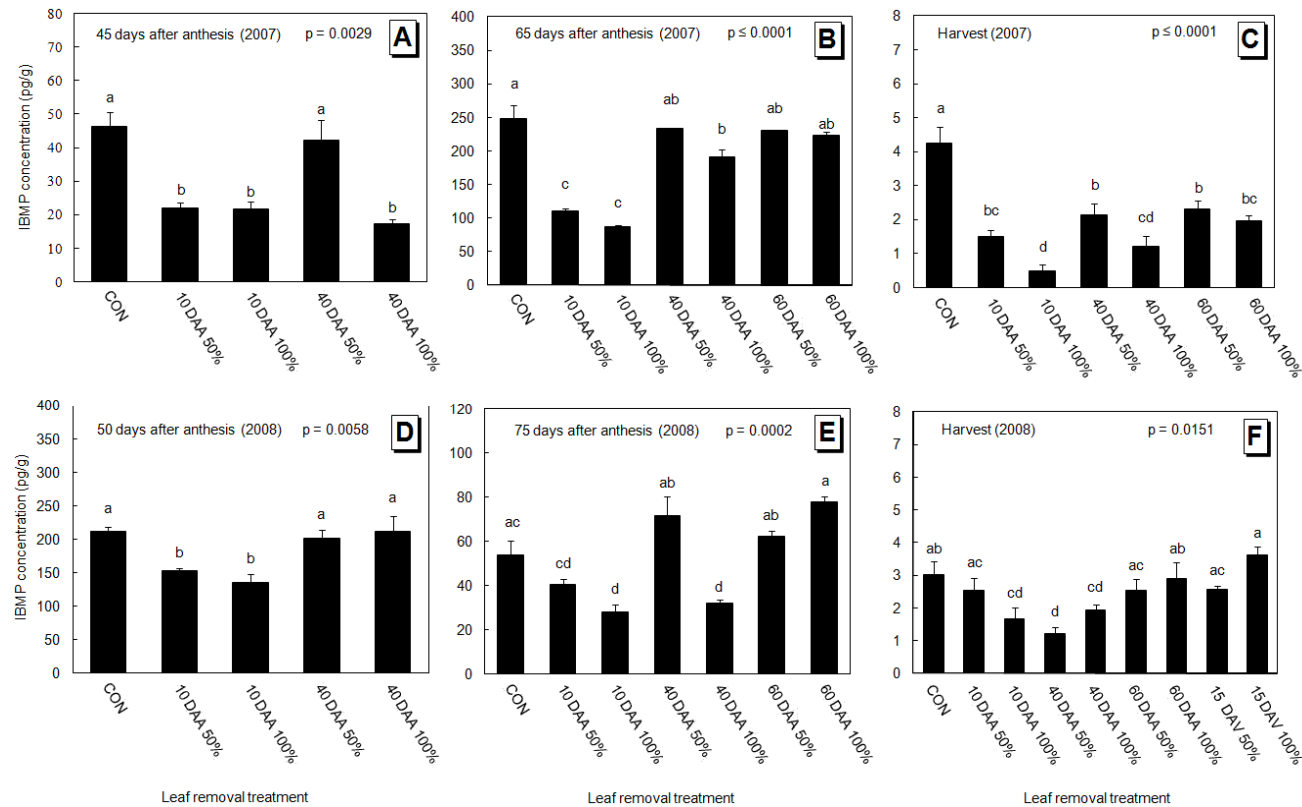 45 days after anthesis (2007) p = 0.0029 A
IBMP concentration (pg/g)
80
70
60
50
40
30
20
10
0
a
b
b
a
b
CON
10 DAA 50%
10 DAA 100%
40 DAA 50%
40 DAA 100%
65 days after anthesis (2007) p ≤ 0.0001 B
400
350
300
250
200
150
100
50
0
a
c
c
ab
b
ab
ab
CON
10 DAA 50%
10 DAA 100%
40 DAA 50%
40 DAA 100%
60 DAA 50%
60 DAA 100%
Harvest (2007) p ≤ 0.0001 C
8
7
6
5
4
3
2
1
0
a
bc
d
b
cd
b
bc
CON
10 DAA 50%
10 DAA 100%
40 DAA 50%
40 DAA 100%
60 DAA 50%
60 DAA 100%
50 days after anthesis (2008) p = 0.0058 D
IBMP concentration (pg/g)
400
350
300
250
200
150
100
50
0
a
b
b
a
a
CON
10 DAA 50%
10 DAA 100%
40 DAA 50%
40 DAA 100%
Leaf removal treatment
75 days after anthesis (2008) p = 0.0002 E
120
100
80
60
40
20
0
ac
cd
d
ab
d
ab
a
CON
10 DAA 50%
10 DAA 100%
40 DAA 50%
40 DAA 100%
60 DAA 50%
60 DAA 100%
Leaf removal treatment
Harvest (2008) p = 0.0151 F
8
7
6
5
4
3
2
1
0
ab
ac
cd
d
cd
ac
ab
ac
a
CON
10 DAA 50%
10 DAA 100%
40 DAA 50%
40 DAA 100%
60 DAA 50%
60 DAA 100%
15 DAV 50%
15 DAV 100%
Leaf removal treatment